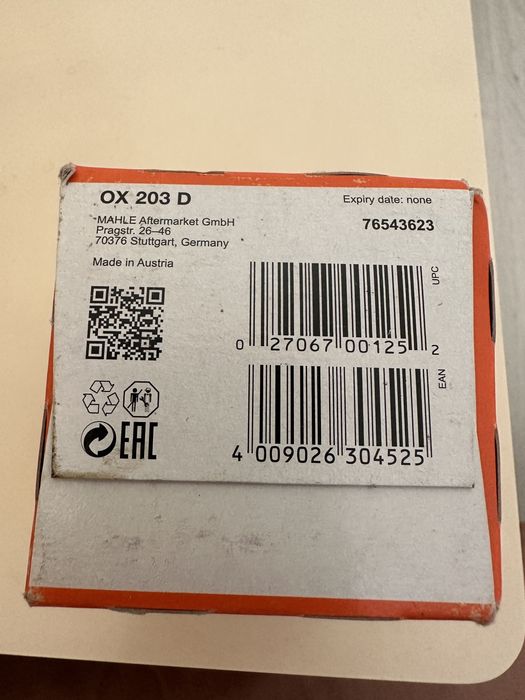 OX 203 D
Expiry date: none
MAHLE Aftermarket GmbH
76543623
Pragstr. 26–46
70376 Stuttgart, Germany
Made in Austria
UPC
0 27067 00125 2
EAN
EAC
4 009026 304525